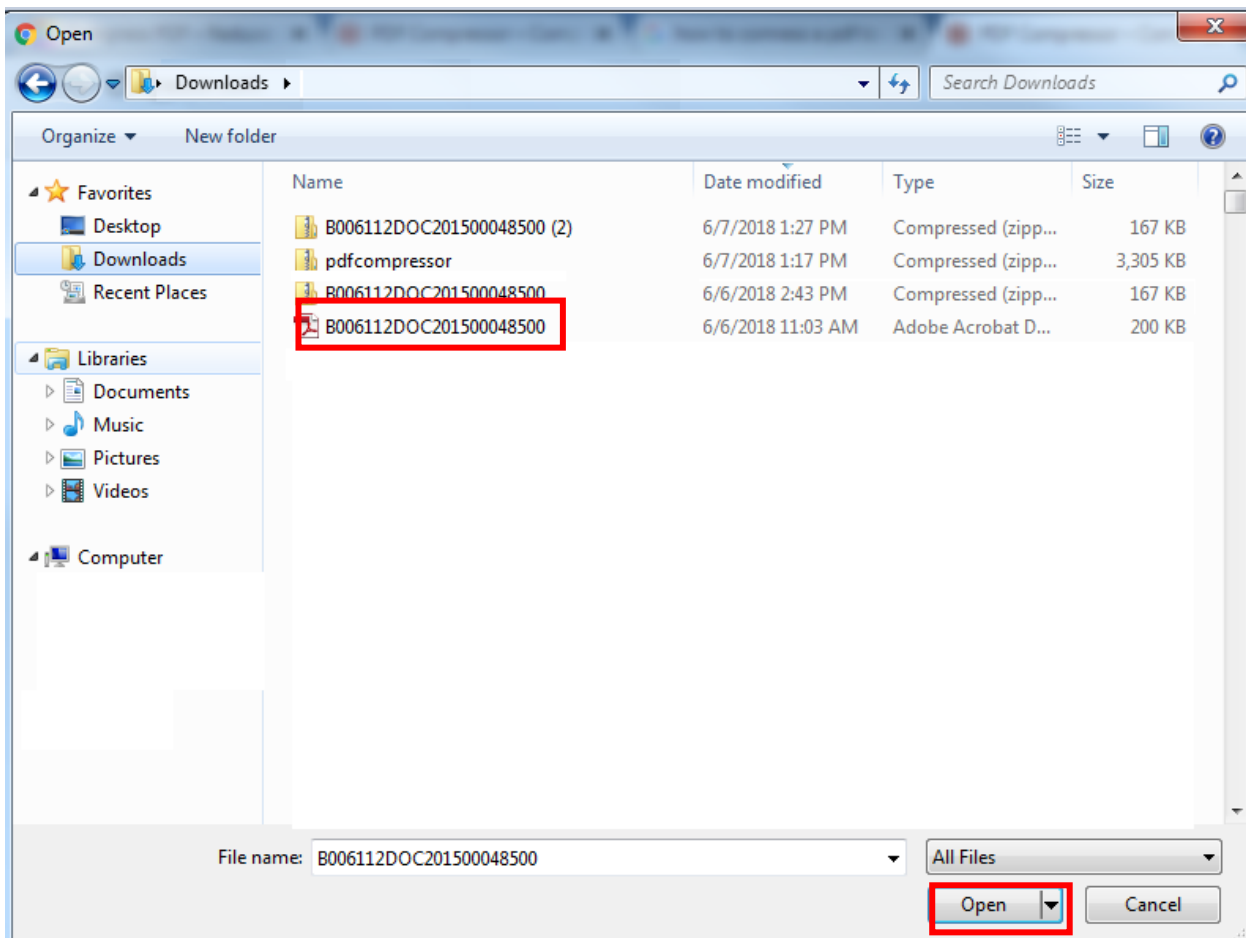 Open
Downloads
Search Downloads
Organize New folder
Name Date modified Type Size
Favorites
Desktop
Downloads
Recent Places
Libraries
Documents
Music
Pictures
Videos
Computer
B006112DOC201500048500 (2) 6/7/2018 1:27 PM Compressed (zipp... 167 KB
pdfcompressor 6/7/2018 1:17 PM Compressed (zipp... 3,305 KB
B006112DOC201500048500 6/6/2018 2:43 PM Compressed (zipp... 167 KB
B006112DOC201500048500 6/6/2018 11:03 AM Adobe Acrobat D... 200 KB
File name: B006112DOC201500048500 All Files
Open Cancel